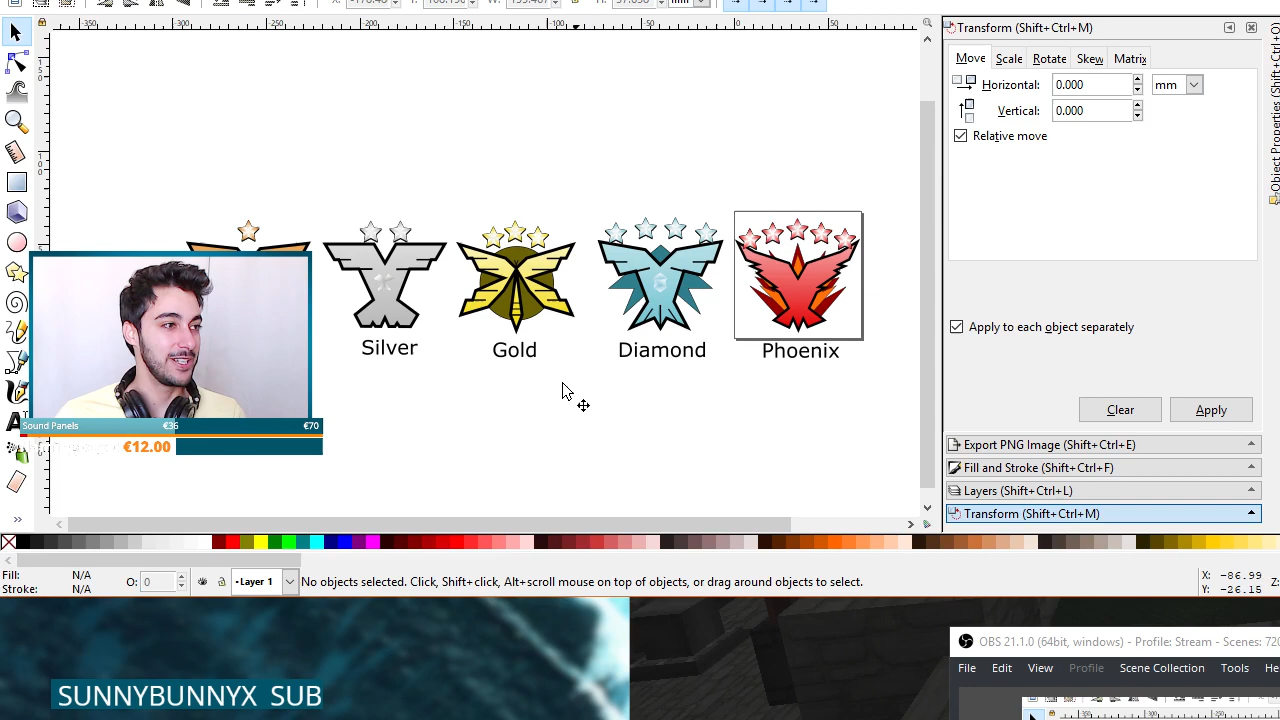 Transform (Shift+Ctrl+M)
Move Scale Rotate Skew Matrix
Horizontal: 0.000 mm
Vertical: 0.000
Relative move
Object Properties
Silver Gold Diamond Phoenix
Apply to each object separately
Clear Apply
Sound Panels €36 €70
€12.00
Export PNG Image (Shift+Ctrl+E)
Fill and Stroke (Shift+Ctrl+F)
Layers (Shift+Ctrl+L)
Transform (Shift+Ctrl+M)
Fill: N/A
Stroke: N/A
O: 0
Layer 1
No objects selected. Click, Shift+click, Alt+scroll mouse on top of objects, or drag around objects to select.
X: -86.99
Y: -26.15
Z:
OBS 21.1.0 (64bit, windows) - Profile: Stream - Scenes: 720
File Edit View Profile Scene Collection Tools He
SUNNYBUNNYX SUB